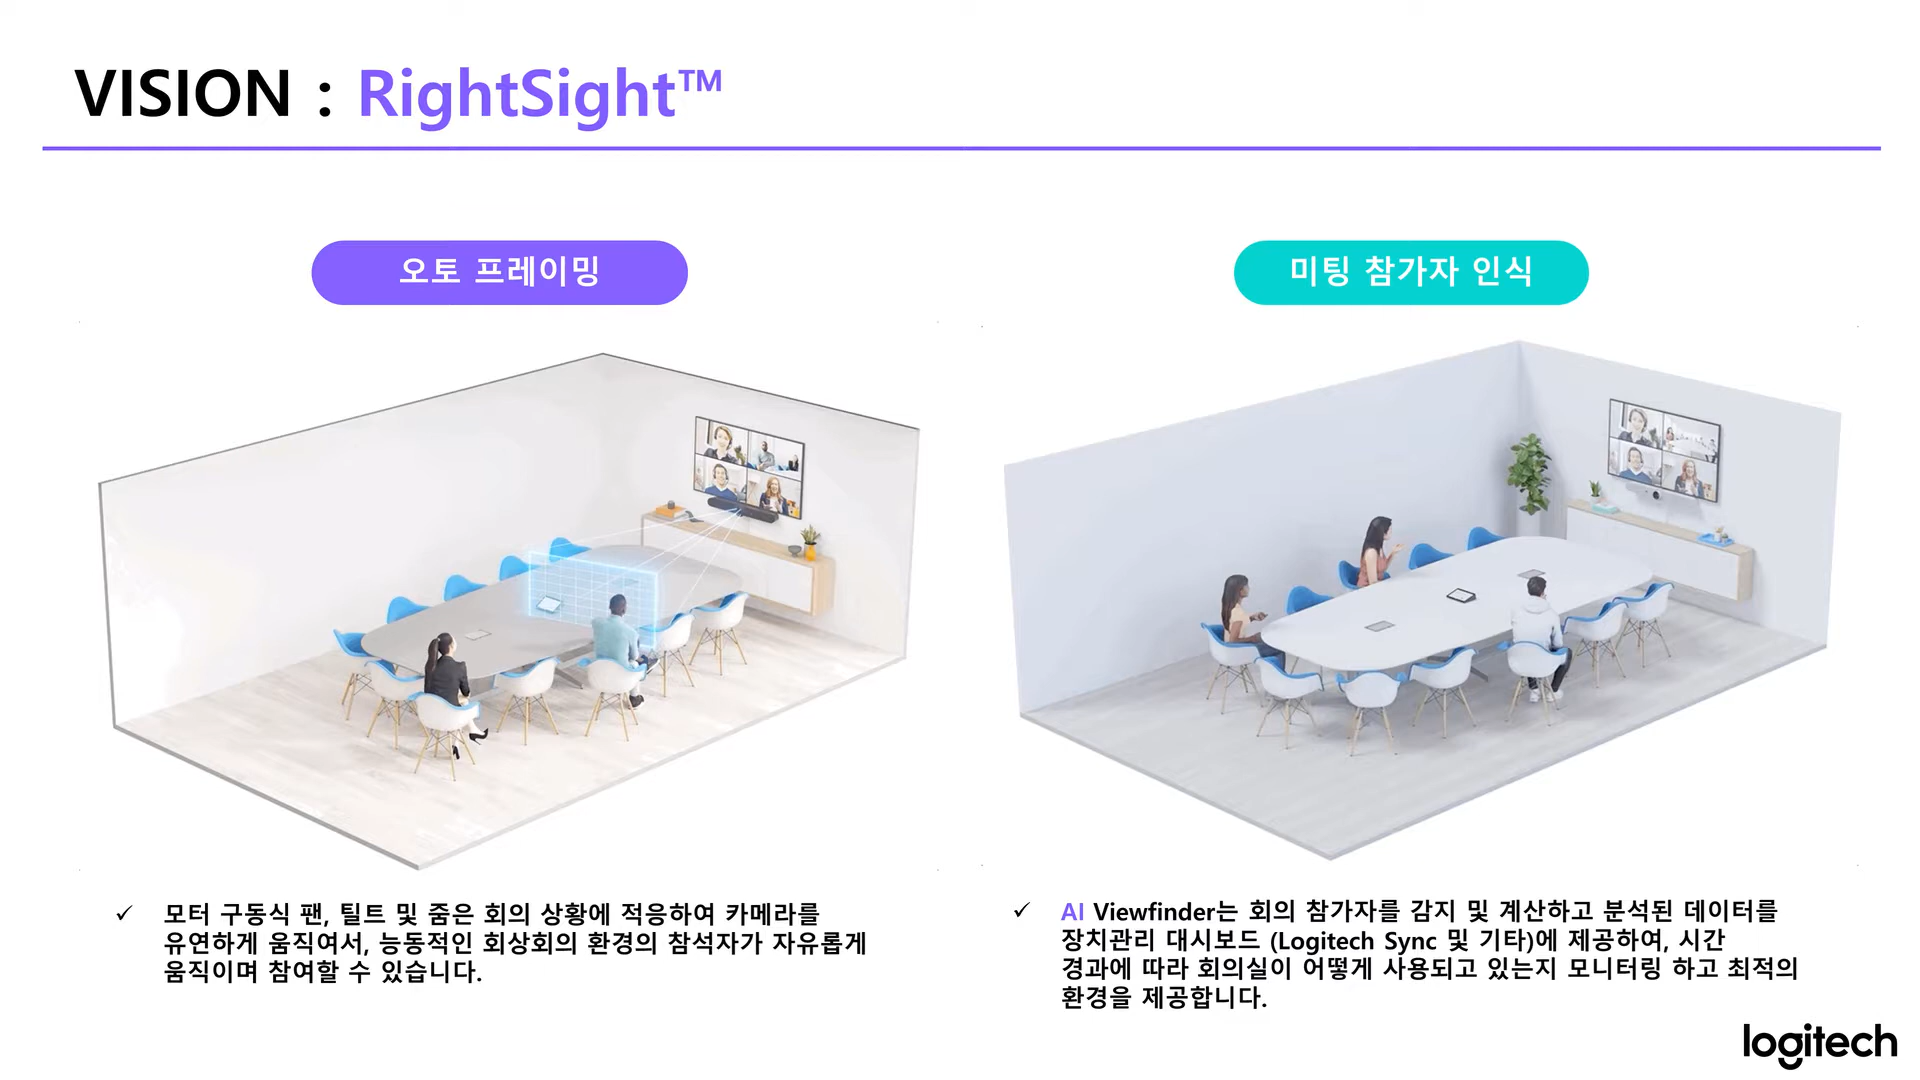 VISION : RightSight™
오토 프레이밍
미팅 참가자 인식
✓ 모터 구동식 팬, 틸트 및 줌은 회의 상황에 적응하여 카메라를
유연하게 움직여서, 능동적인 회상회의 환경의 참석자가 자유롭게
움직이며 참여할 수 있습니다.
✓ AI Viewfinder는 회의 참가자를 감지 및 계산하고 분석된 데이터를
장치관리 대시보드 (Logitech Sync 및 기타)에 제공하여, 시간
경과에 따라 회의실이 어떻게 사용되고 있는지 모니터링 하고 최적의
환경을 제공합니다.
logitech